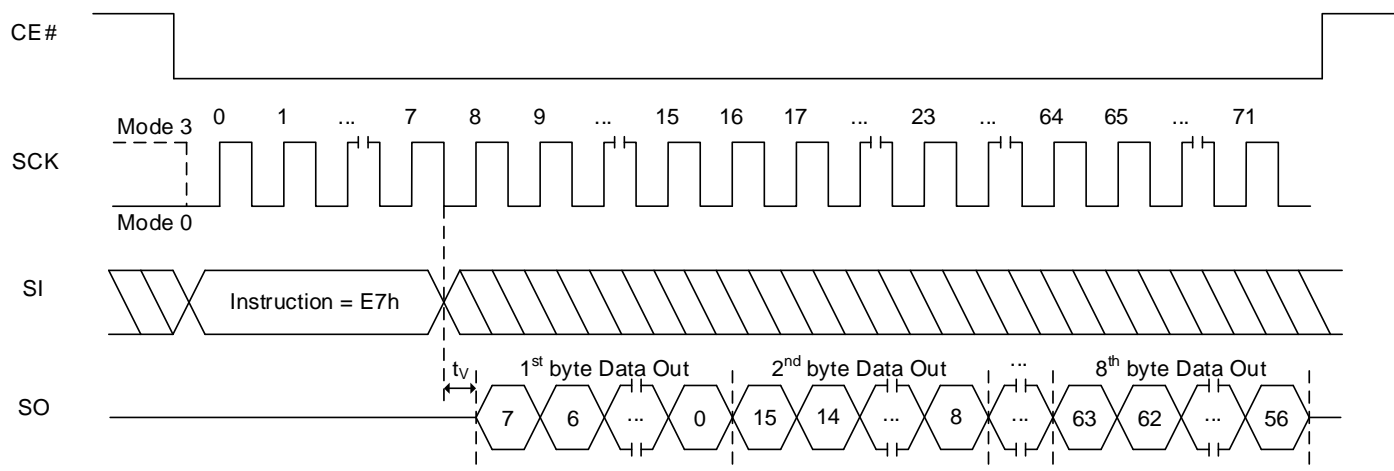 CE#
0 1 ... 7 8 9 ... 15 16 17 ... 23 ... 64 65 ... 71
Mode 3
SCK
Mode 0
SI
Instruction = E7h
tV 1st byte Data Out 2nd byte Data Out ... 8th byte Data Out
SO
7 6 ... 0 15 14 ... 8 ... 63 62 ... 56